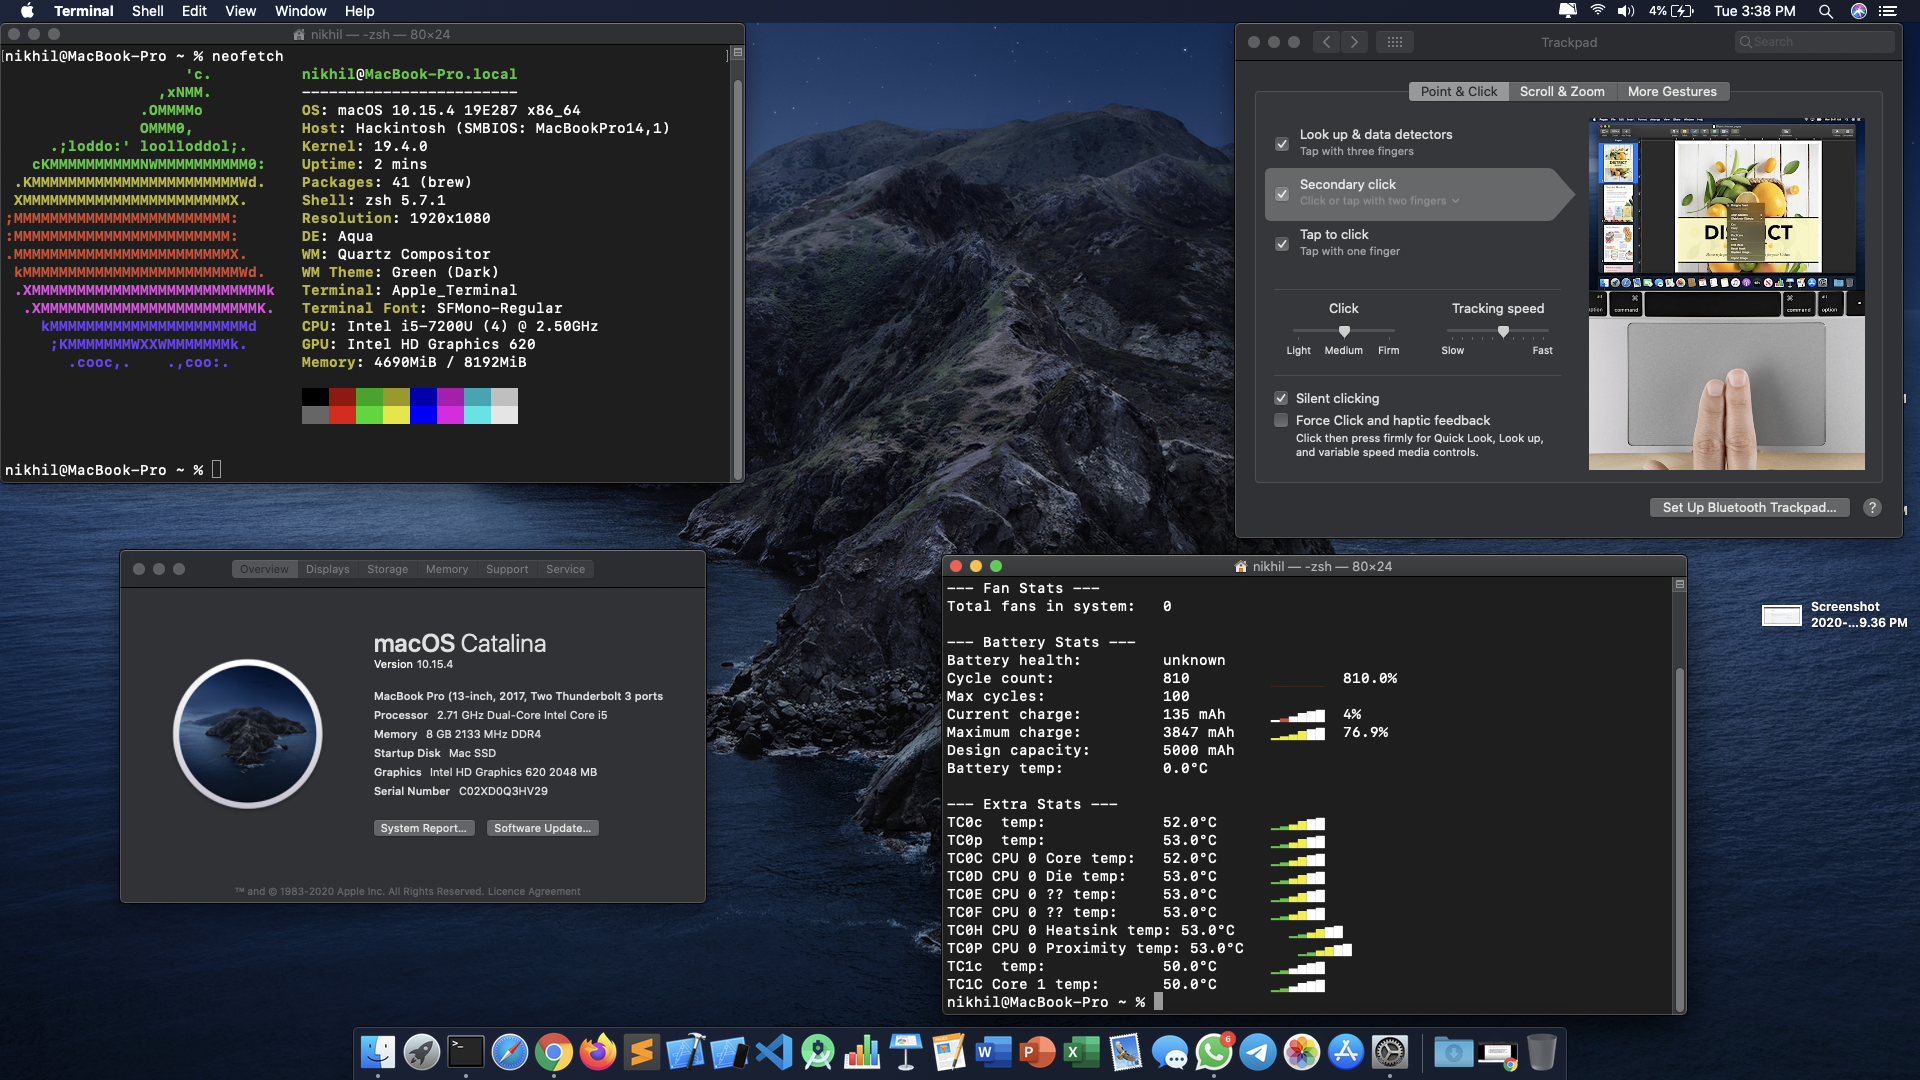 Terminal Shell Edit View Window Help
4% Tue 3:38 PM
nikhil — -zsh — 80×24
nikhil@MacBook-Pro ~ % neofetch
'c. nikhil@MacBook-Pro.local
,xNMM. ------------------------
.OMMMMo OS: macOS 10.15.4 19E287 x86_64
OMMM0, Host: Hackintosh (SMBIOS: MacBookPro14,1)
.;loddo:' loolloddol;. Kernel: 19.4.0
cKMMMMMMMMMMNWMMMMMMMMMM0: Uptime: 2 mins
.KMMMMMMMMMMMMMMMMMMMMMMMWd. Packages: 41 (brew)
XMMMMMMMMMMMMMMMMMMMMMMMX. Shell: zsh 5.7.1
;MMMMMMMMMMMMMMMMMMMMMMMM: Resolution: 1920x1080
:MMMMMMMMMMMMMMMMMMMMMMMM: DE: Aqua
.MMMMMMMMMMMMMMMMMMMMMMMMX. WM: Quartz Compositor
kMMMMMMMMMMMMMMMMMMMMMMMMWd. WM Theme: Green (Dark)
.XMMMMMMMMMMMMMMMMMMMMMMMMMMk Terminal: Apple_Terminal
.XMMMMMMMMMMMMMMMMMMMMMMMMK. Terminal Font: SFMono-Regular
kMMMMMMMMMMMMMMMMMMMMMMd CPU: Intel i5-7200U (4) @ 2.50GHz
;KMMMMMMMWXXWMMMMMMMk. GPU: Intel HD Graphics 620
.cooc,. .,coo:. Memory: 4690MiB / 8192MiB
nikhil@MacBook-Pro ~ %
Trackpad
Search
Point & Click Scroll & Zoom More Gestures
Look up & data detectors
Tap with three fingers
Secondary click
Click or tap with two fingers
Tap to click
Tap with one finger
Click Tracking speed
Light Medium Firm Slow Fast
Silent clicking
Force Click and haptic feedback
Click then press firmly for Quick Look, Look up,
and variable speed media controls.
DISTRICT
command command option
Set Up Bluetooth Trackpad... ?
Overview Displays Storage Memory Support Service
macOS Catalina
Version 10.15.4
MacBook Pro (13-inch, 2017, Two Thunderbolt 3 ports
Processor 2.71 GHz Dual-Core Intel Core i5
Memory 8 GB 2133 MHz DDR4
Startup Disk Mac SSD
Graphics Intel HD Graphics 620 2048 MB
Serial Number C02XD0Q3HV29
System Report... Software Update...
™ and © 1983-2020 Apple Inc. All Rights Reserved. Licence Agreement
nikhil — -zsh — 80×24
--- Fan Stats ---
Total fans in system: 0
--- Battery Stats ---
Battery health: unknown
Cycle count: 810 810.0%
Max cycles: 100
Current charge: 135 mAh 4%
Maximum charge: 3847 mAh 76.9%
Design capacity: 5000 mAh
Battery temp: 0.0°C
--- Extra Stats ---
TC0c temp: 52.0°C
TC0p temp: 53.0°C
TC0C CPU 0 Core temp: 52.0°C
TC0D CPU 0 Die temp: 53.0°C
TC0E CPU 0 ?? temp: 53.0°C
TC0F CPU 0 ?? temp: 53.0°C
TC0H CPU 0 Heatsink temp: 53.0°C
TC0P CPU 0 Proximity temp: 53.0°C
TC1c temp: 50.0°C
TC1C Core 1 temp: 50.0°C
nikhil@MacBook-Pro ~ %
Screenshot
2020-...9.36 PM
6